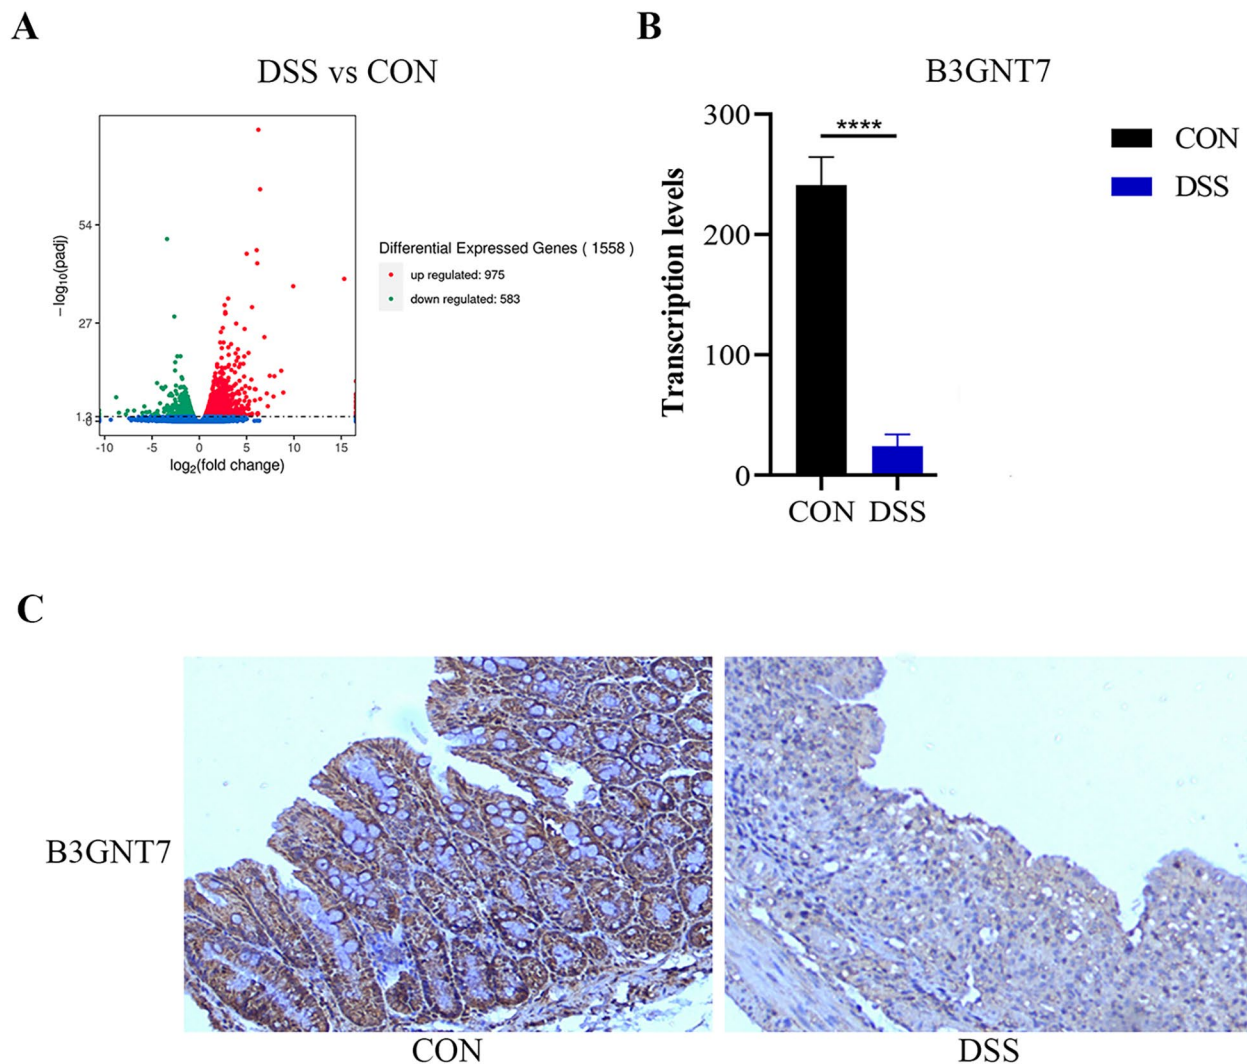 A
DSS vs CON
-log10(padj)
54
27
1.3
0
-10
-5
0
5
10
15
log2(fold change)
Differential Expressed Genes ( 1558 )
up regulated: 975
down regulated: 583
B
B3GNT7
Transcription levels
300
200
100
0
****
CON
DSS
CON
DSS
C
B3GNT7
CON
DSS